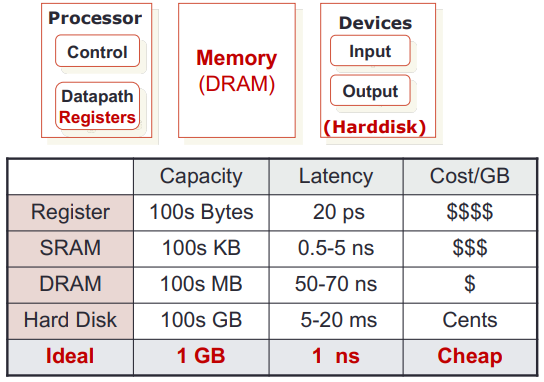 Processor
Control
Datapath
Registers
Memory
(DRAM)
Devices
Input
Output
(Harddisk)
Capacity Latency Cost/GB
Register 100s Bytes 20 ps $$$$
SRAM 100s KB 0.5-5 ns $$$
DRAM 100s MB 50-70 ns $
Hard Disk 100s GB 5-20 ms Cents
Ideal 1 GB 1 ns Cheap